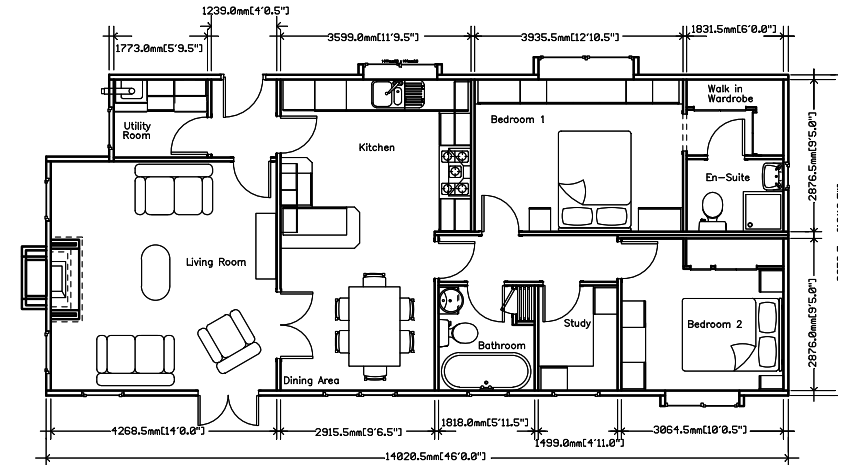 1239.0mm[4'0.5"]
1773.0mm[5'9.5"]
3599.0mm[11'9.5"]
3935.5mm[12'10.5"]
1831.5mm[6'0.0"]
Walk in
Wardrobe
Utility
Room
Kitchen
Bedroom 1
En-Suite
2876.5mm[9'5.0"]
Living Room
Study
Bedroom 2
Bathroom
Dining Area
2876.0mm[9'5.0"]
4268.5mm[14'0.0"]
2915.5mm[9'6.5"]
1818.0mm[5'11.5"]
1499.0mm[4'11.0"]
3064.5mm[10'0.5"]
14020.5mm[46'0.0"]